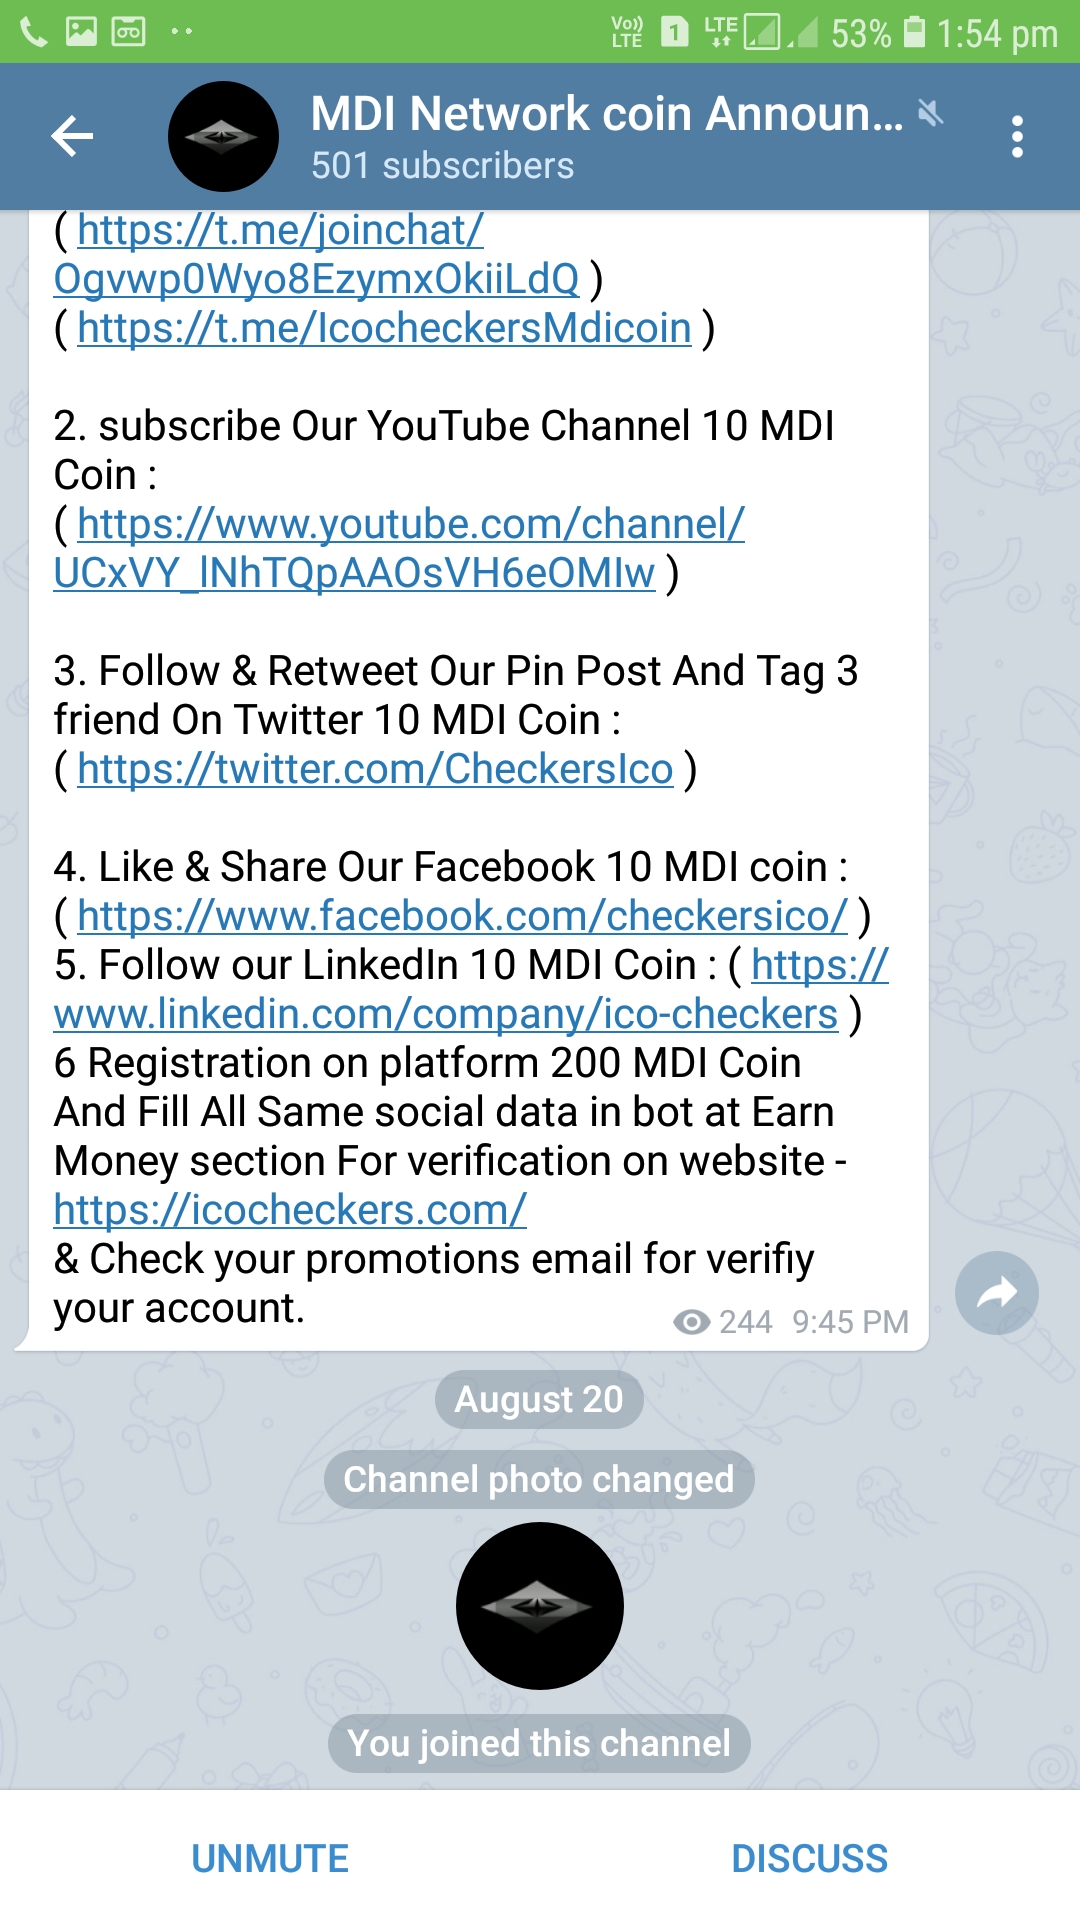 Vo)) LTE 1 LTE 53% 1:54 pm
MDI Network coin Announ...
501 subscribers
( https://t.me/joinchat/
Ogvwp0Wyo8EzymxOkiiLdQ )
( https://t.me/IcocheckersMdicoin )
2. subscribe Our YouTube Channel 10 MDI
Coin :
( https://www.youtube.com/channel/
UCxVY_lNhTQpAAOsVH6eOMIw )
3. Follow & Retweet Our Pin Post And Tag 3
friend On Twitter 10 MDI Coin :
( https://twitter.com/CheckersIco )
4. Like & Share Our Facebook 10 MDI coin :
( https://www.facebook.com/checkersico/ )
5. Follow our LinkedIn 10 MDI Coin : ( https://
www.linkedin.com/company/ico-checkers )
6 Registration on platform 200 MDI Coin
And Fill All Same social data in bot at Earn
Money section For verification on website -
https://icocheckers.com/
& Check your promotions email for verifiy
your account.
244 9:45 PM
August 20
Channel photo changed
You joined this channel
UNMUTE DISCUSS